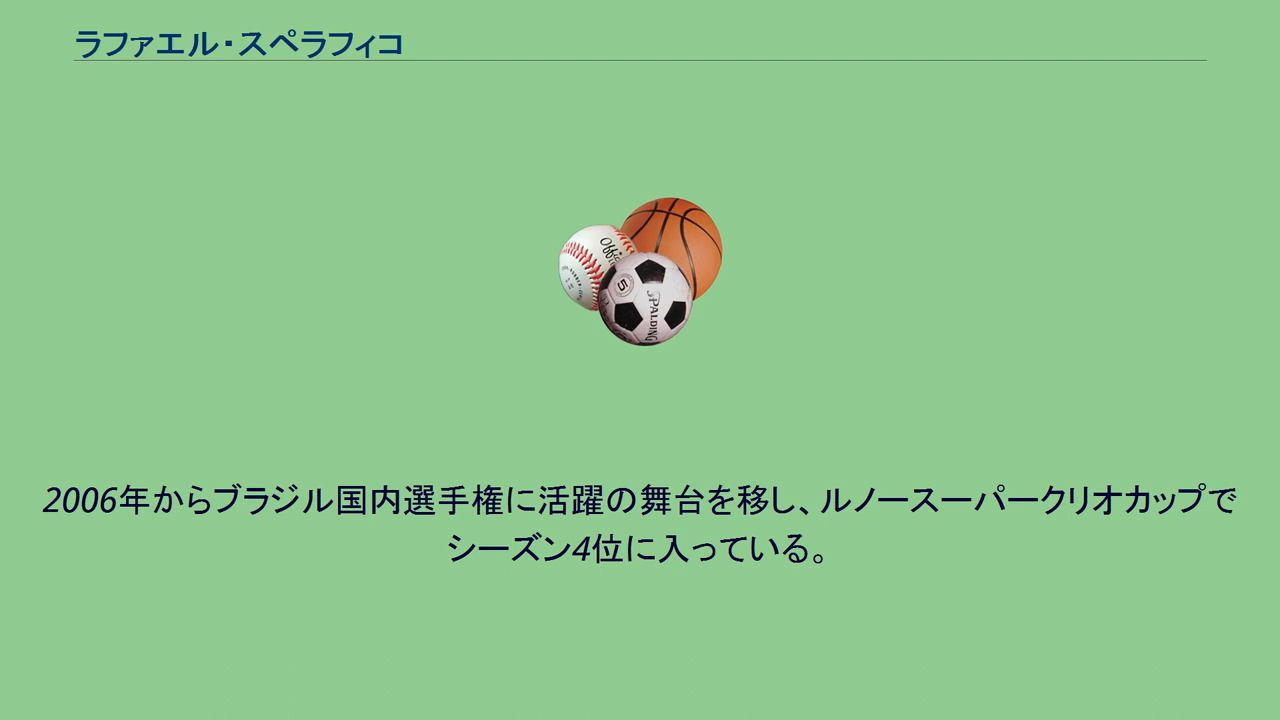 ラファエル・スペラフィコ
Offic
5
SPALDING
2006年からブラジル国内選手権に活躍の舞台を移し、ルノースーパークリオカップで
シーズン4位に入っている。